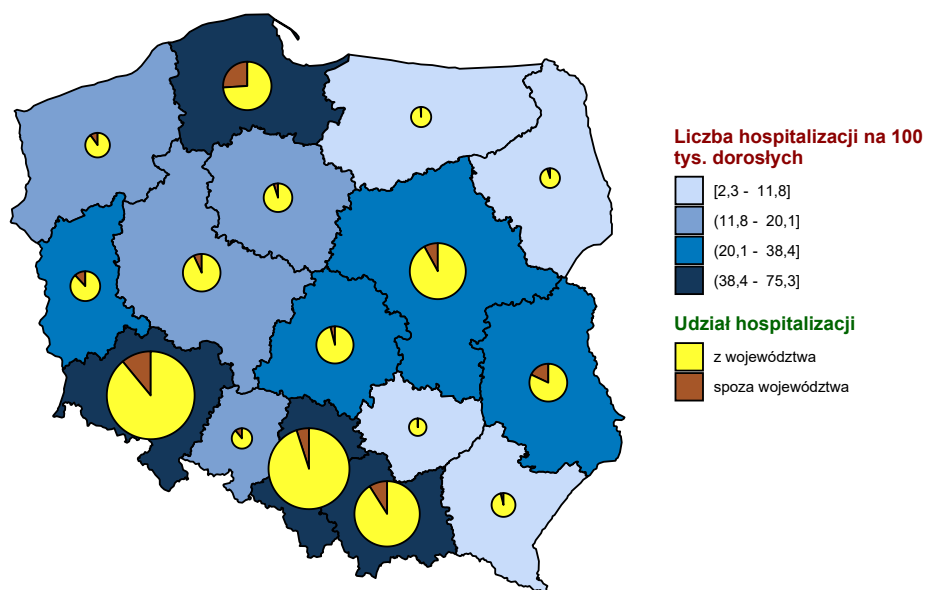 Liczba hospitalizacji na 100
tys. dorosłych
[2,3 - 11,8]
(11,8 - 20,1]
(20,1 - 38,4]
(38,4 - 75,3]
Udział hospitalizacji
z województwa
spoza województwa